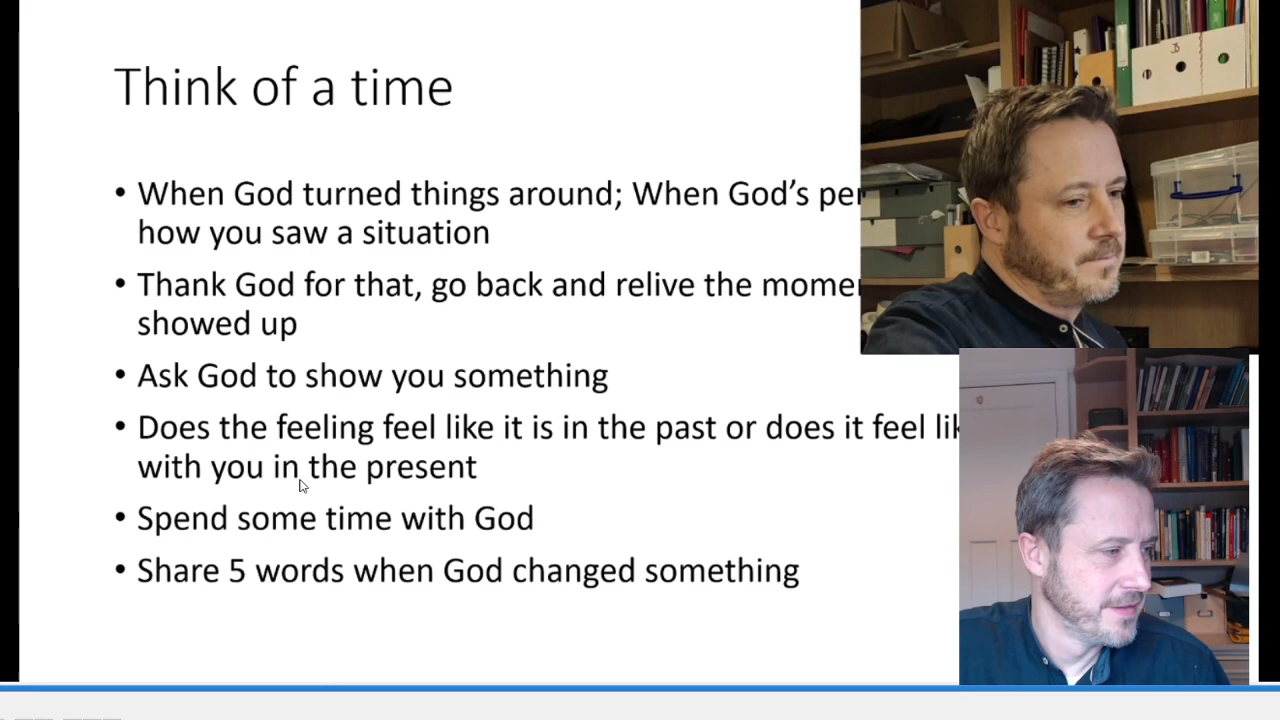 Think of a time
• When God turned things around; When God's
how you saw a situation
• Thank God for that, go back and relive the
showed up
• Ask God to show you something
• Does the feeling feel like it is in the past or does it feel
with you in the present
• Spend some time with God
• Share 5 words when God changed something